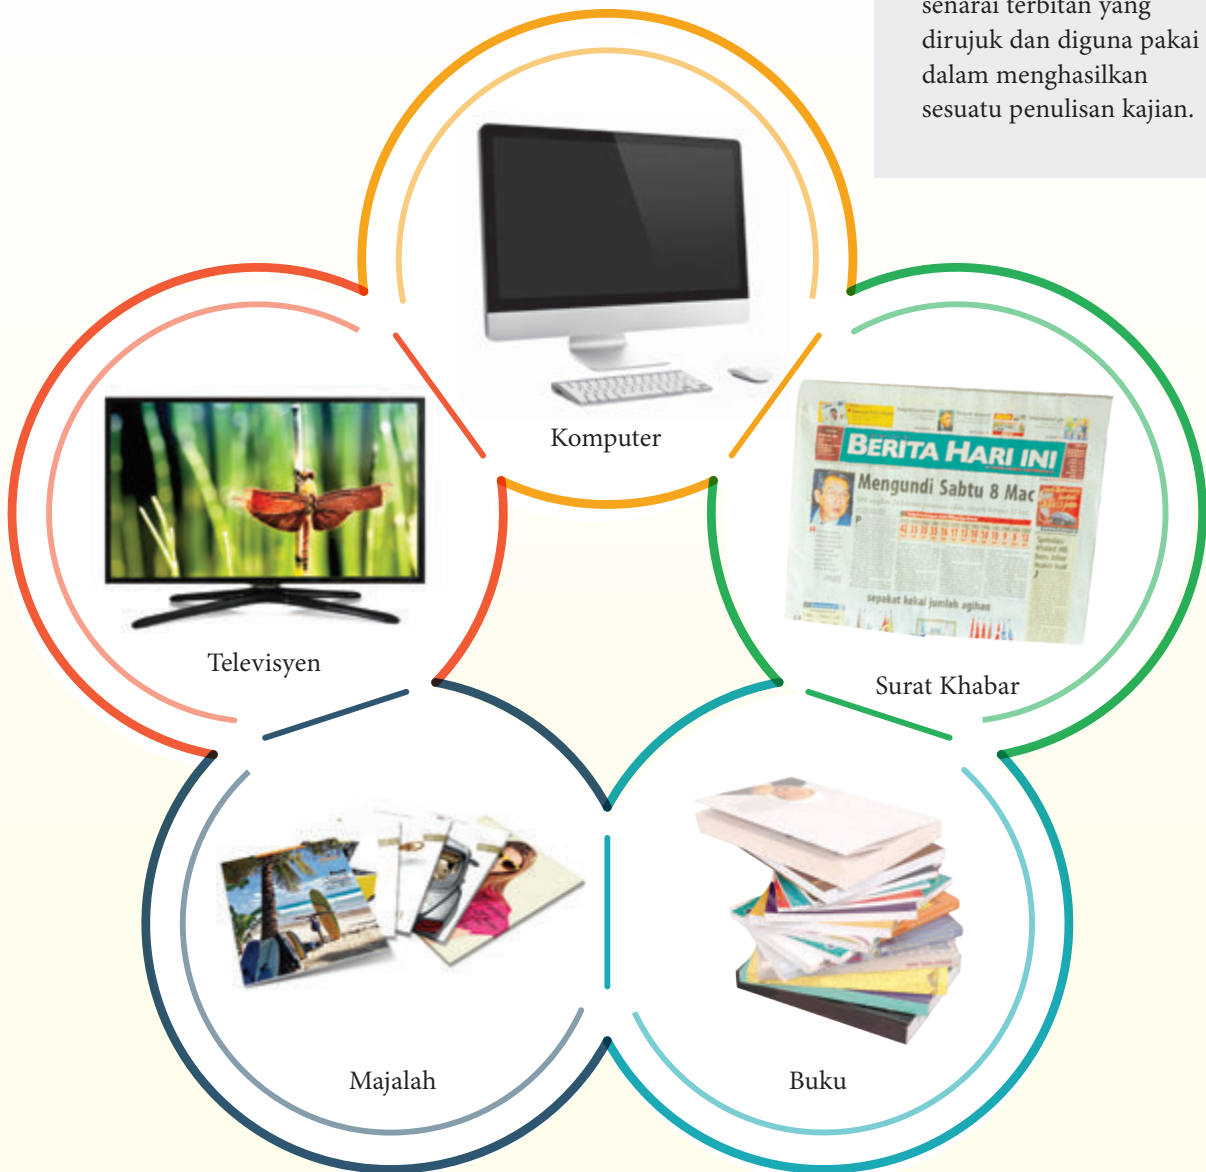 senarai terbitan yang
dirujuk dan diguna pakai
dalam menghasilkan
sesuatu penulisan kajian.
Komputer
BERITA HARI INI
Mengundi Sabtu 8 Mac
sepakat kekal jumlah agihan
Televisyen
Surat Khabar
Majalah
Buku